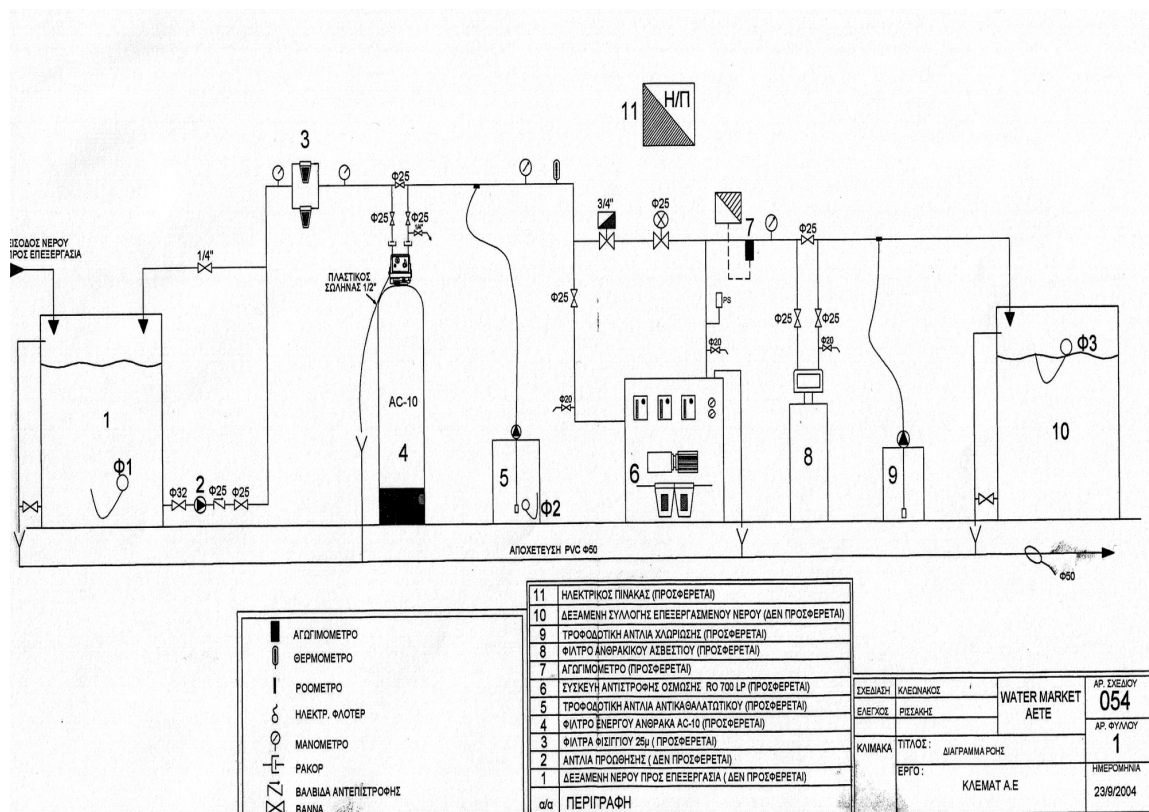 11
Η/Π
3
Φ25
Φ25
Φ25
3/4"
Φ25
7
Φ25
ΕΙΣΟΔΟΣ ΝΕΡΟΥ
ΠΡΟΣ ΕΠΕΞΕΡΓΑΣΙΑ
1/4"
ΠΛΑΣΤΙΚΟΣ
ΣΩΛΗΝΑΣ 1/2"
Φ25
PS
Φ25
Φ25
Φ20
Φ20
Φ3
1
Φ1
Φ32
2
Φ25
Φ25
AC-10
4
5
Φ2
Φ20
6
8
9
10
ΑΠΟΧΕΤΕΥΣΗ PVC Φ50
Φ50
ΑΓΩΓΙΜΟΜΕΤΡΟ
ΘΕΡΜΟΜΕΤΡΟ
ΡΟΟΜΕΤΡΟ
ΗΛΕΚΤΡ. ΦΛΟΤΕΡ
ΜΑΝΟΜΕΤΡΟ
ΡΑΚΟΡ
ΒΑΛΒΙΔΑ ΑΝΤΕΠΙΣΤΡΟΦΗΣ
ΒΑΝΝΑ
11 ΗΛΕΚΤΡΙΚΟΣ ΠΙΝΑΚΑΣ (ΠΡΟΣΦΕΡΕΤΑΙ)
10 ΔΕΞΑΜΕΝΗ ΣΥΛΛΟΓΗΣ ΕΠΕΞΕΡΓΑΣΜΕΝΟΥ ΝΕΡΟΥ (ΔΕΝ ΠΡΟΣΦΕΡΕΤΑΙ)
9 ΤΡΟΦΟΔΟΤΙΚΗ ΑΝΤΛΙΑ ΧΛΩΡΙΩΣΗΣ (ΠΡΟΣΦΕΡΕΤΑΙ)
8 ΦΙΛΤΡΟ ΑΝΘΡΑΚΙΚΟΥ ΑΣΒΕΣΤΙΟΥ (ΠΡΟΣΦΕΡΕΤΑΙ)
7 ΑΓΩΓΙΜΟΜΕΤΡΟ (ΠΡΟΣΦΕΡΕΤΑΙ)
6 ΣΥΣΚΕΥΗ ΑΝΤΙΣΤΡΟΦΗΣ ΟΣΜΩΣΗΣ RO 700 LP (ΠΡΟΣΦΕΡΕΤΑΙ)
5 ΤΡΟΦΟΔΟΤΙΚΗ ΑΝΤΛΙΑ ΑΝΤΙΚΑΘΑΛΑΤΩΤΙΚΟΥ (ΠΡΟΣΦΕΡΕΤΑΙ)
4 ΦΙΛΤΡΟ ΕΝΕΡΓΟΥ ΑΝΘΡΑΚΑ AC-10 (ΠΡΟΣΦΕΡΕΤΑΙ)
3 ΦΙΛΤΡΑ ΦΙΣΙΓΓΙΟΥ 25μ ( ΠΡΟΣΦΕΡΕΤΑΙ)
2 ΑΝΤΛΙΑ ΠΡΟΩΘΗΣΗΣ ( ΔΕΝ ΠΡΟΣΦΕΡΕΤΑΙ)
1 ΔΕΞΑΜΕΝΗ ΝΕΡΟΥ ΠΡΟΣ ΕΠΕΞΕΡΓΑΣΙΑ ( ΔΕΝ ΠΡΟΣΦΕΡΕΤΑΙ)
α/α ΠΕΡΙΓΡΑΦΗ
ΣΧΕΔΙΑΣΗ ΚΛΕΩΝΑΚΟΣ
ΕΛΕΓΧΟΣ ΡΙΣΣΑΚΗΣ
WATER MARKET
ΑΕΤΕ
ΑΡ. ΣΧΕΔΙΟΥ
054
ΑΡ. ΦΥΛΛΟΥ
1
ΚΛΙΜΑΚΑ
ΤΙΤΛΟΣ : ΔΙΑΓΡΑΜΜΑ ΡΟΗΣ
ΕΡΓΟ :
ΚΛΕΜΑΤ Α.Ε
ΗΜΕΡΟΜΗΝΙΑ
23/9/2004